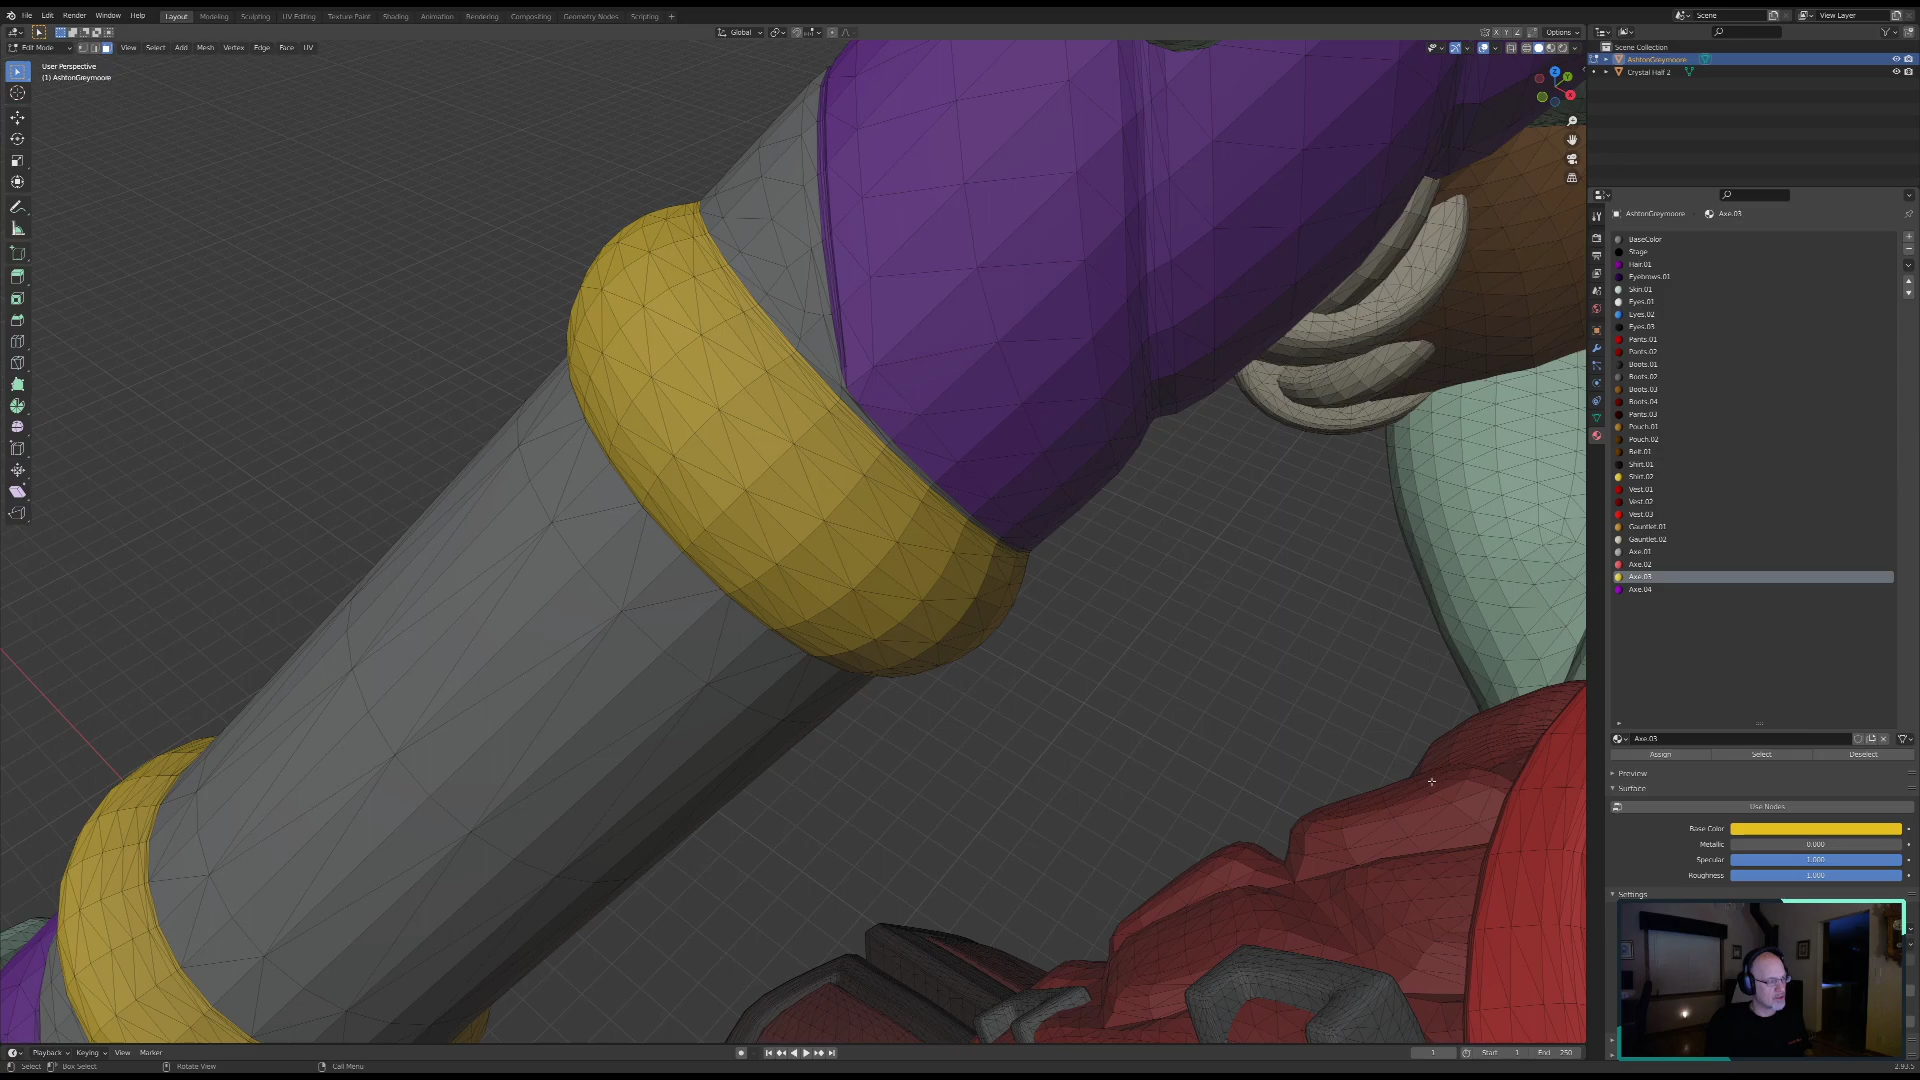 File Edit Render Window Help Layout Modeling Sculpting UV Editing Texture Paint Shading Animation Rendering Compositing Geometry Nodes Scripting + Scene View Layer
Global X Y Z Options
Edit Mode View Select Add Mesh Vertex Edge Face UV
Scene Collection
AshtonGreymoore
Crystal Half 2
User Perspective
(1) AshtonGreymoore
AshtonGreymoore Axe.03
BaseColor
Stage
Hair.01
Eyebrows.01
Skin.01
Eyes.01
Eyes.02
Eyes.03
Pants.01
Pants.02
Boots.01
Boots.02
Boots.03
Boots.04
Pants.03
Pouch.01
Pouch.02
Belt.01
Shirt.01
Shirt.02
Vest.01
Vest.02
Vest.03
Gauntlet.01
Gauntlet.02
Axe.01
Axe.02
Axe.03
Axe.04
Axe.03
Assign Select Deselect
Preview
Surface
Use Nodes
Base Color
Metallic 0.000
Specular 1.000
Roughness 1.000
Settings
Playback Keying View Marker 1 Start 1 End 250
Select Box Select Rotate View Call Menu 2.93.5